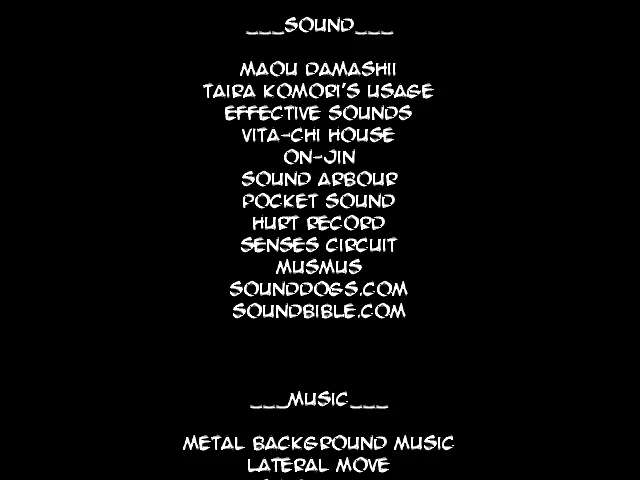 ___SOUND___
MAOU DAMASHII
TAIRA KOMORI'S USAGE
EFFECTIVE SOUNDS
VITA-CHI HOUSE
ON-JIN
SOUND ARBOUR
POCKET SOUND
HURT RECORD
SENSES CIRCUIT
MUSMUS
SOUNDDOGS.COM
SOUNDBIBLE.COM
___MUSIC___
METAL BACKGROUND MUSIC
LATERAL MOVE